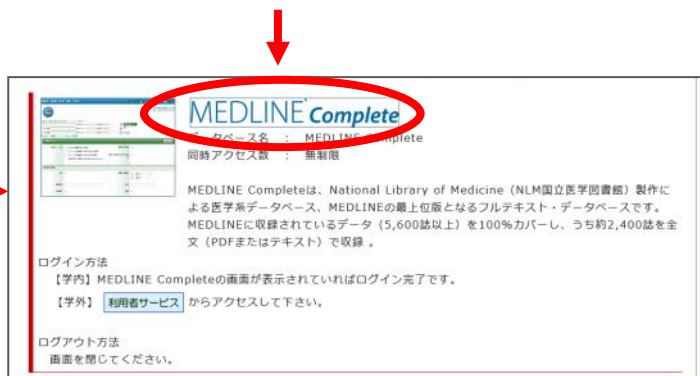 MEDLINE Complete
データベース名 : MEDLINE Complete
同時アクセス数 : 無制限
MEDLINE Completeは、National Library of Medicine（NLM国立医学図書館）製作に
よる医学系データベース、MEDLINEの最上位版となるフルテキスト・データベースです。
MEDLINEに収録されているデータ（5,600誌以上）を100%カバーし、うち約2,400誌を全
文（PDFまたはテキスト）で収録 。
ログイン方法
【学内】MEDLINE Completeの画面が表示されていればログイン完了です。
【学外】 利用者サービス からアクセスして下さい。
ログアウト方法
画面を閉じてください。